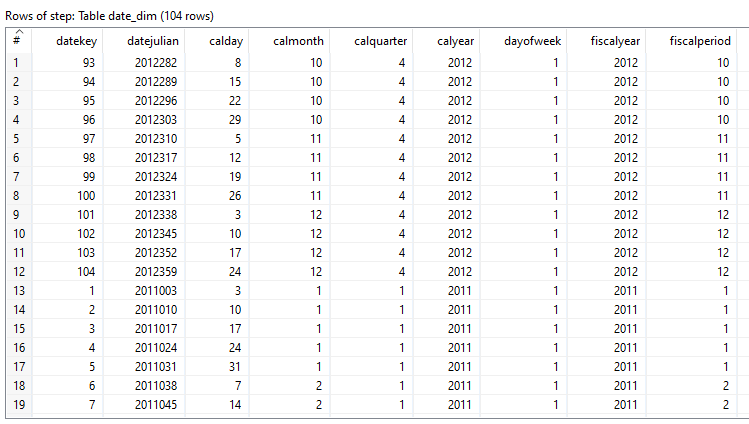 Rows of step: Table date_dim (104 rows)
# datekey datejulian calday calmonth calquarter calyear dayofweek fiscalyear fiscalperiod
1 93 2012282 8 10 4 2012 1 2012 10
2 94 2012289 15 10 4 2012 1 2012 10
3 95 2012296 22 10 4 2012 1 2012 10
4 96 2012303 29 10 4 2012 1 2012 10
5 97 2012310 5 11 4 2012 1 2012 11
6 98 2012317 12 11 4 2012 1 2012 11
7 99 2012324 19 11 4 2012 1 2012 11
8 100 2012331 26 11 4 2012 1 2012 11
9 101 2012338 3 12 4 2012 1 2012 12
10 102 2012345 10 12 4 2012 1 2012 12
11 103 2012352 17 12 4 2012 1 2012 12
12 104 2012359 24 12 4 2012 1 2012 12
13 1 2011003 3 1 1 2011 1 2011 1
14 2 2011010 10 1 1 2011 1 2011 1
15 3 2011017 17 1 1 2011 1 2011 1
16 4 2011024 24 1 1 2011 1 2011 1
17 5 2011031 31 1 1 2011 1 2011 1
18 6 2011038 7 2 1 2011 1 2011 2
19 7 2011045 14 2 1 2011 1 2011 2